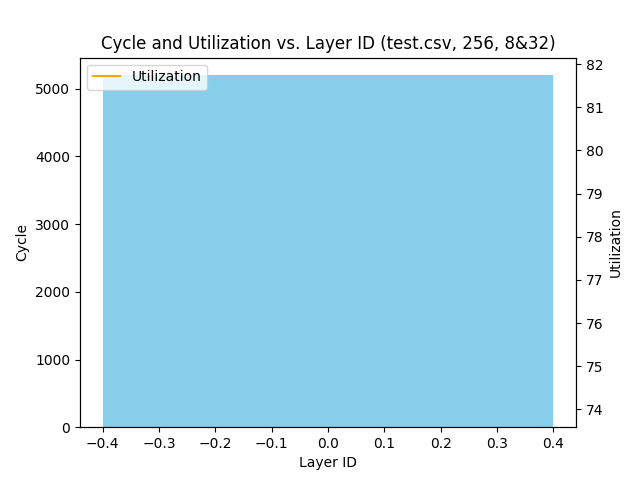 Cycle and Utilization vs. Layer ID (test.csv, 256, 8&32)
Utilization
5000
4000
3000
2000
1000
0
Cycle
82
81
80
79
78
77
76
75
74
Utilization
−0.4 −0.3 −0.2 −0.1 0.0 0.1 0.2 0.3 0.4
Layer ID